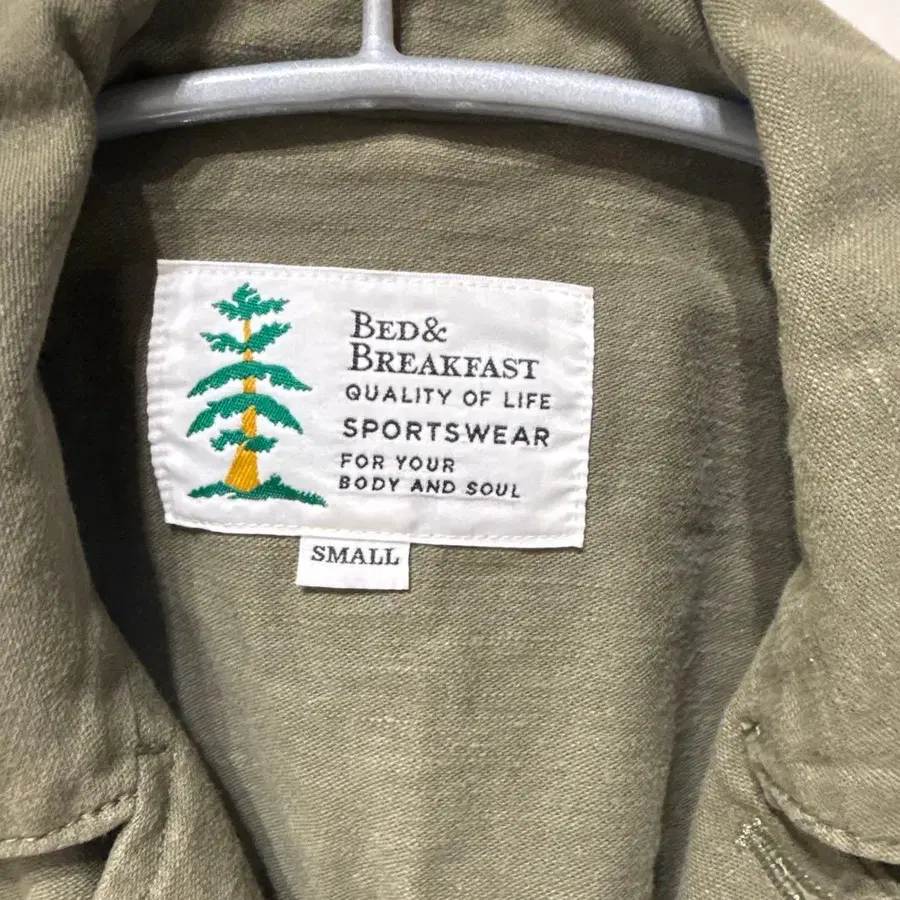 BED&
BREAKFAST
QUALITY OF LIFE
SPORTSWEAR
FOR YOUR
BODY AND SOUL
SMALL